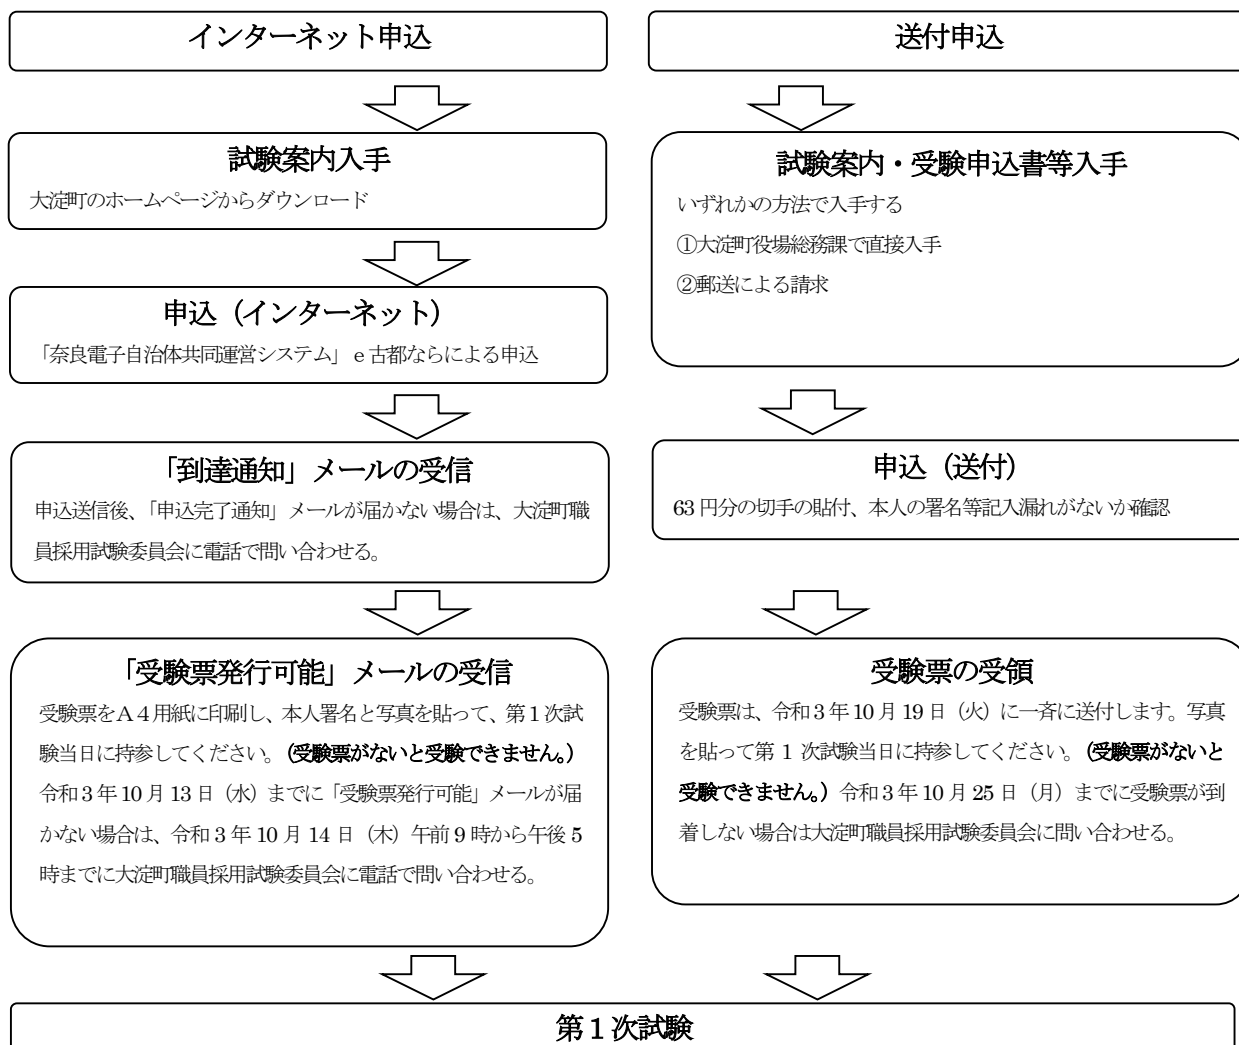 インターネット申込
試験案内入手
大淀町のホームページからダウンロード
申込（インターネット）
「奈良電子自治体共同運営システム」ｅ古都ならによる申込
「到達通知」メールの受信
申込送信後、「申込完了通知」メールが届かない場合は、大淀町職
員採用試験委員会に電話で問い合わせる。
「受験票発行可能」メールの受信
受験票をＡ４用紙に印刷し、本人署名と写真を貼って、第１次試
験当日に持参してください。（受験票がないと受験できません。）
令和３年 10 月 13 日（水）までに「受験票発行可能」メールが届
かない場合は、令和 3 年 10 月 14 日（木）午前 9 時から午後 5
時までに大淀町職員採用試験委員会に電話で問い合わせる。
送付申込
試験案内・受験申込書等入手
いずれかの方法で入手する
①大淀町役場総務課で直接入手
②郵送による請求
申込（送付）
63 円分の切手の貼付、本人の署名等記入漏れがないか確認
受験票の受領
受験票は、令和３年 10 月 19 日（火）に一斉に送付します。写真
を貼って第 1 次試験当日に持参してください。（受験票がないと
受験できません。）令和３年 10 月 25 日（月）までに受験票が到
着しない場合は大淀町職員採用試験委員会に問い合わせる。
第１次試験